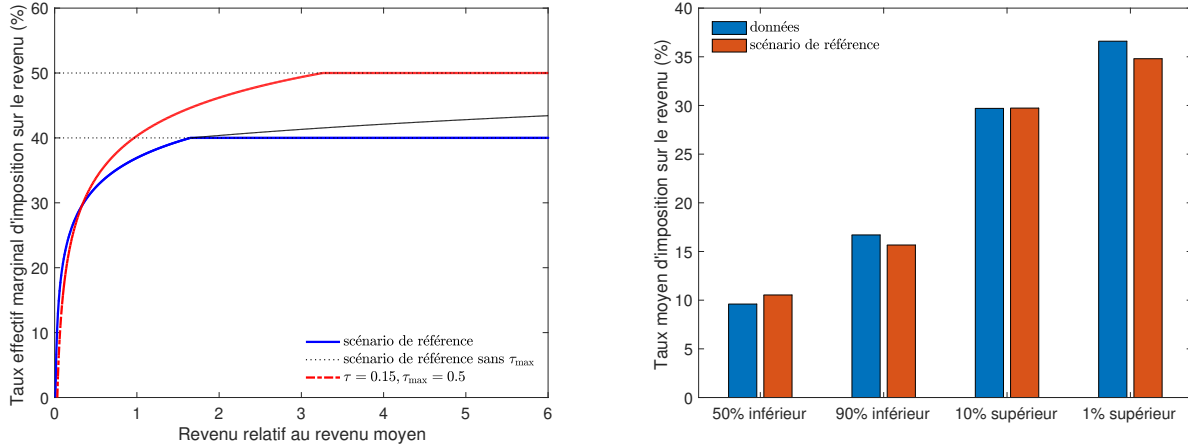 Taux effectif marginal d'imposition sur le revenu (%)
60
50
40
30
20
10
0
0 1 2 3 4 5 6
Revenu relatif au revenu moyen
scénario de référence
scénario de référence sans τmax
τ = 0.15, τmax = 0.5
Taux moyen d'imposition sur le revenu (%)
40
35
30
25
20
15
10
5
0
50% inférieur 90% inférieur 10% supérieur 1% supérieur
données
scénario de référence